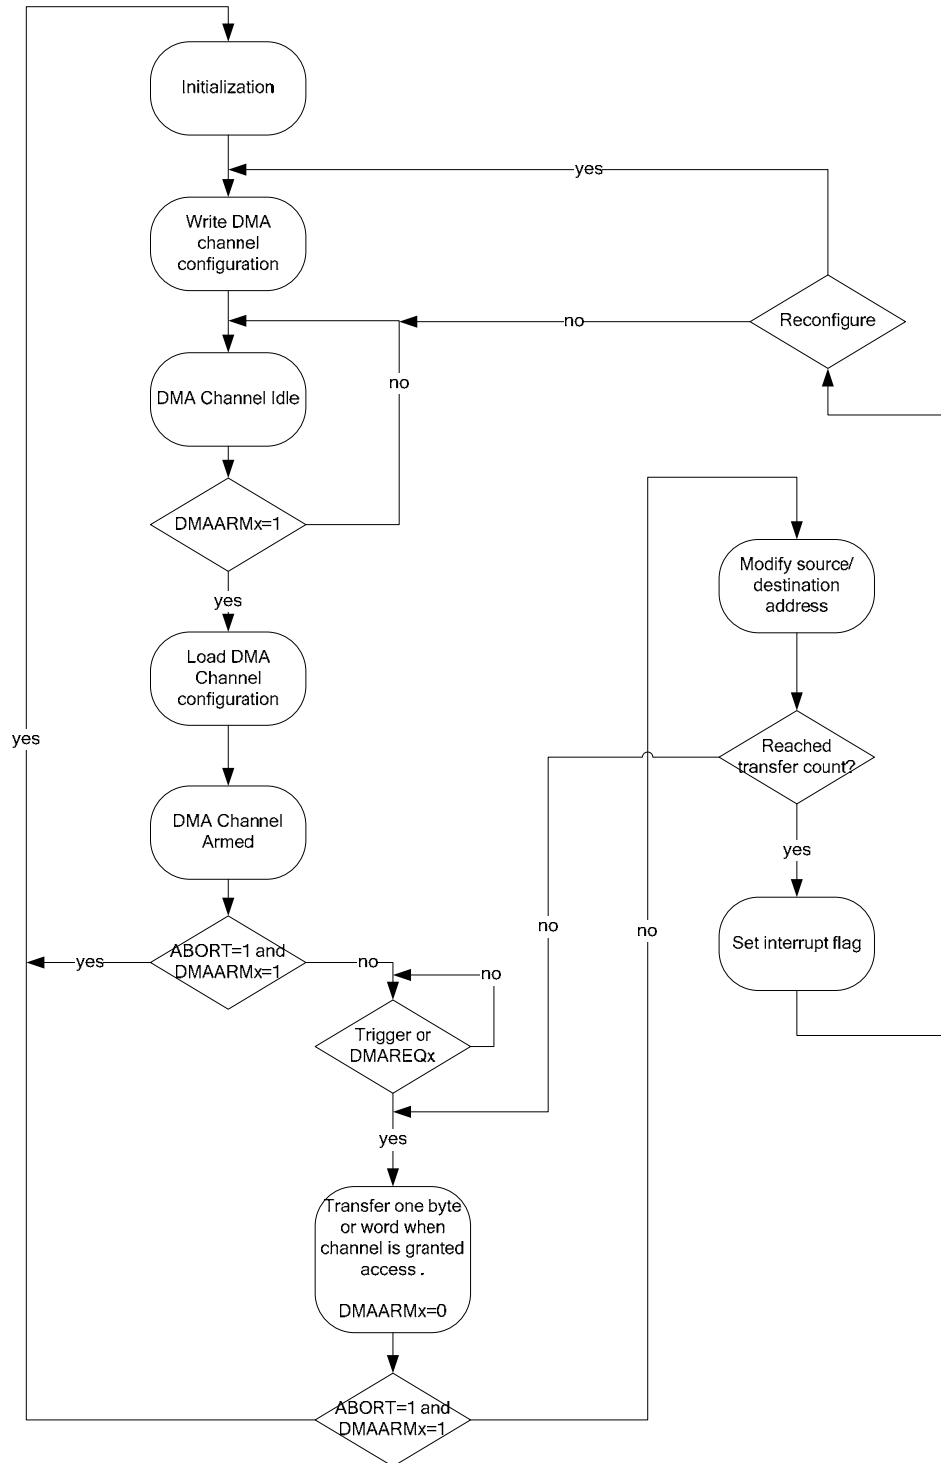 Initialization
yes
Write DMA
channel
configuration
no
Reconfigure
no
DMA Channel Idle
DMAARMx=1
yes
Modify source/
destination
address
Load DMA
Channel
configuration
yes
Reached
transfer count?
DMA Channel
Armed
yes
no
no
Set interrupt flag
ABORT=1 and
DMAARMx=1
yes
no
no
Trigger or
DMAREQx
yes
Transfer one byte
or word when
channel is granted
access .
DMAARMx=0
ABORT=1 and
DMAARMx=1